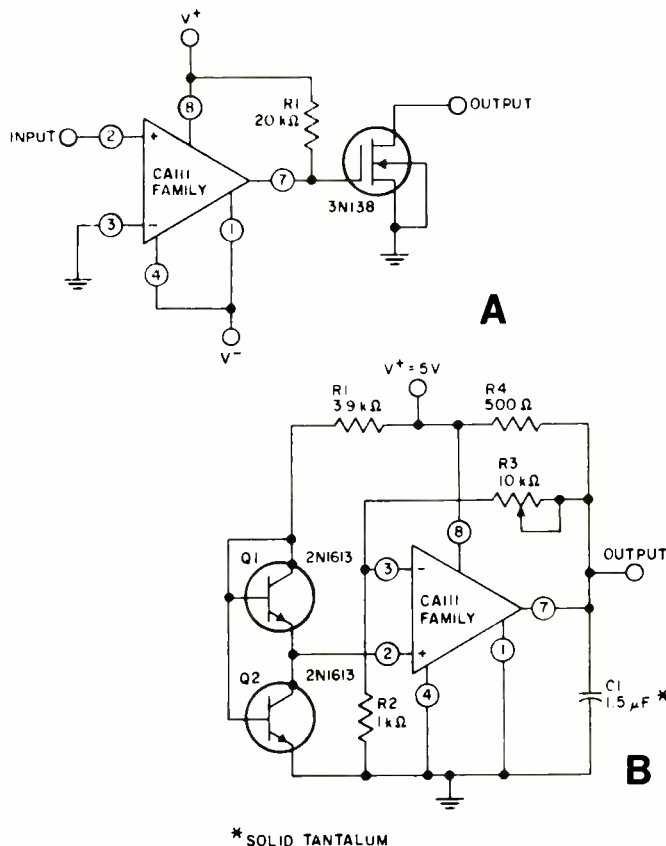 V+
8
R1
20 kΩ
OUTPUT
INPUT
2
+
CA111
FAMILY
7
3N138
3
-
1
4
V-
A
V+ = 5V
R1
3.9 kΩ
R4
500 Ω
R3
10 kΩ
8
OUTPUT
Q1
2N1613
3
-
CA111
FAMILY
7
Q2
2N1613
2
+
1
4
R2
1 kΩ
C1
1.5 µF *
B
* SOLID TANTALUM